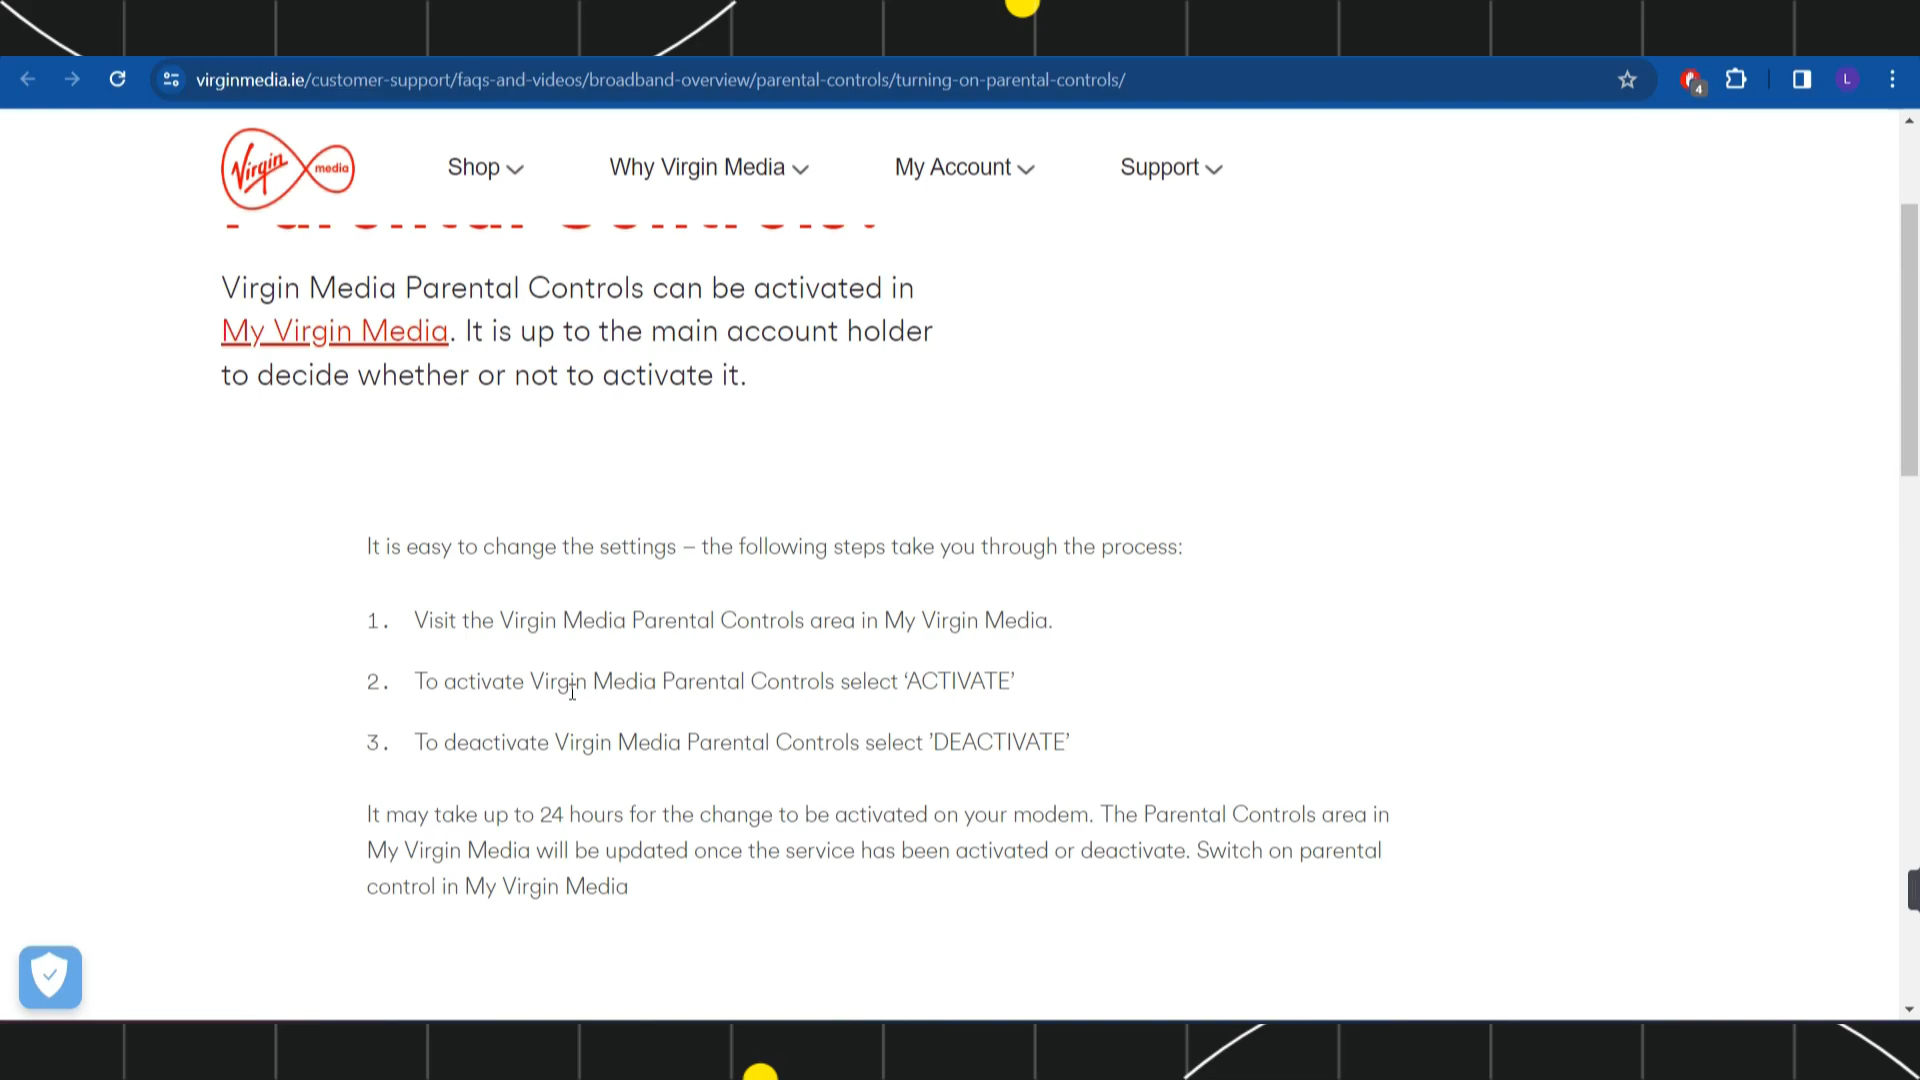 virginmedia.ie/customer-support/faqs-and-videos/broadband-overview/parental-controls/turning-on-parental-controls/
4
L
Virgin media
Shop
Why Virgin Media
My Account
Support
Virgin Media Parental Controls can be activated in
My Virgin Media. It is up to the main account holder
to decide whether or not to activate it.
It is easy to change the settings – the following steps take you through the process:
1. Visit the Virgin Media Parental Controls area in My Virgin Media.
2. To activate Virgin Media Parental Controls select ‘ACTIVATE’
3. To deactivate Virgin Media Parental Controls select ’DEACTIVATE’
It may take up to 24 hours for the change to be activated on your modem. The Parental Controls area in
My Virgin Media will be updated once the service has been activated or deactivate. Switch on parental
control in My Virgin Media